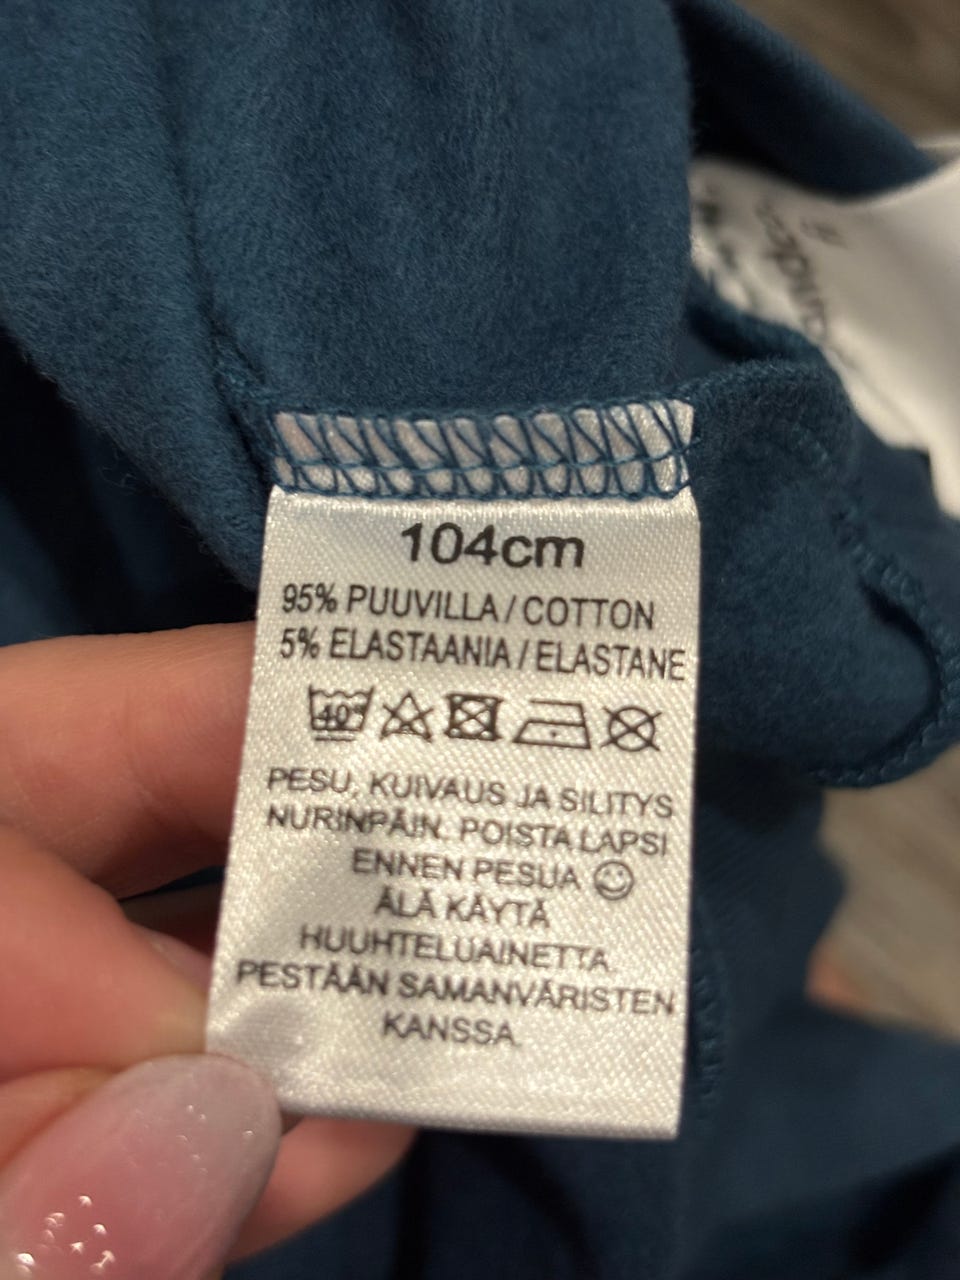 104cm
95% PUUVILLA / COTTON
5% ELASTAANIA / ELASTANE
40°
PESU, KUIVAUS JA SILITYS
NURINPÄIN. POISTA LAPSI
ENNEN PESUA
ÄLÄ KÄYTÄ
HUUHTELUAINETTA.
PESTÄÄN SAMANVÄRISTEN
KANSSA.